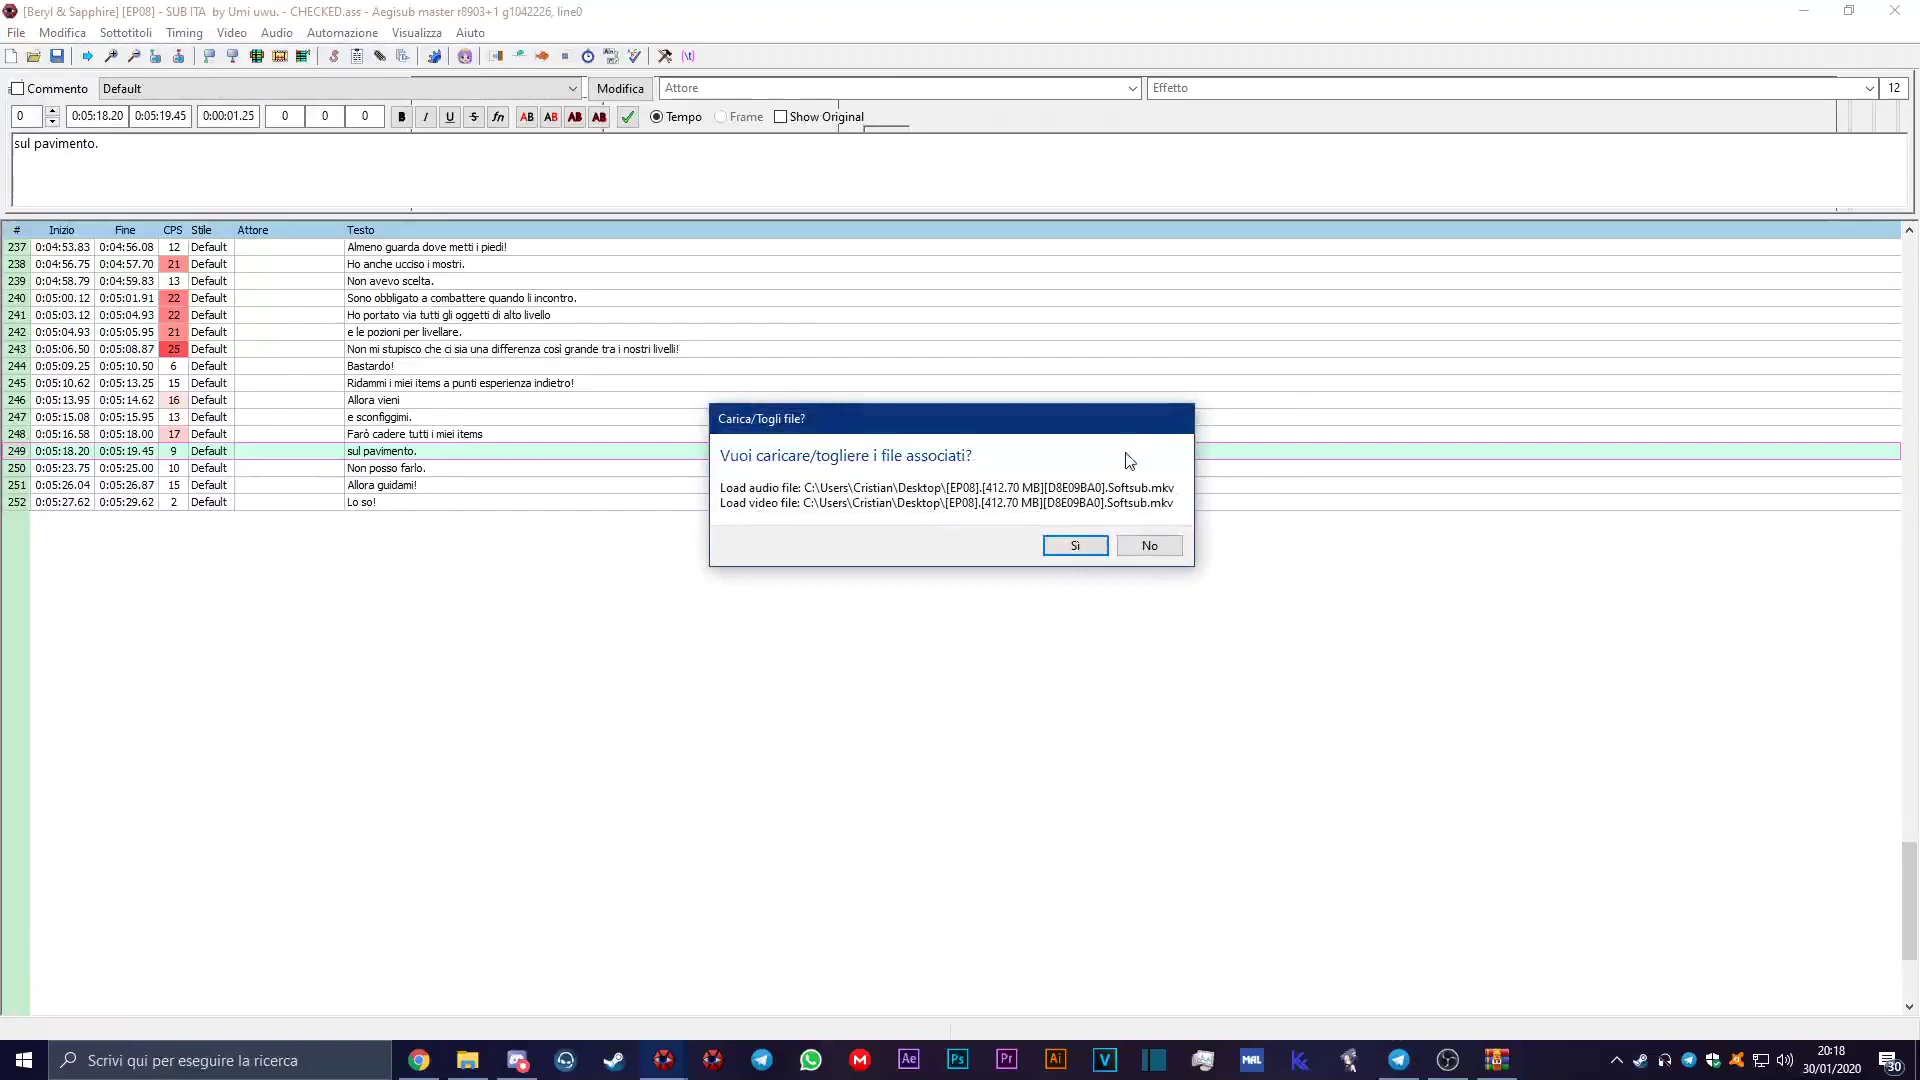 [Beryl & Sapphire] [EP08] - SUB ITA  by Umi uwu. - CHECKED.ass - Aegisub master r8903+1 g1042226, line0
File Modifica Sottotitoli Timing Video Audio Automazione Visualizza Aiuto
Commento Default Modifica Attore Effetto 12
0 0:05:18.20 0:05:19.45 0:00:01.25 0 0 0 B I U S fn AB AB AB AB Tempo Frame Show Original
sul pavimento.
# Inizio Fine CPS Stile Attore Testo
237 0:04:53.83 0:04:56.08 12 Default Almeno guarda dove metti i piedi!
238 0:04:56.75 0:04:57.70 21 Default Ho anche ucciso i mostri.
239 0:04:58.79 0:04:59.83 13 Default Non avevo scelta.
240 0:05:00.12 0:05:01.91 22 Default Sono obbligato a combattere quando li incontro.
241 0:05:03.12 0:05:04.93 22 Default Ho portato via tutti gli oggetti di alto livello
242 0:05:04.93 0:05:05.95 21 Default e le pozioni per livellare.
243 0:05:06.50 0:05:08.87 25 Default Non mi stupisco che ci sia una differenza così grande tra i nostri livelli!
244 0:05:09.25 0:05:10.50 6 Default Bastardo!
245 0:05:10.62 0:05:13.25 15 Default Ridammi i miei items a punti esperienza indietro!
246 0:05:13.95 0:05:14.62 16 Default Allora vieni
247 0:05:15.08 0:05:15.95 13 Default e sconfiggimi.
248 0:05:16.58 0:05:18.00 17 Default Farò cadere tutti i miei items
249 0:05:18.20 0:05:19.45 9 Default sul pavimento.
250 0:05:23.75 0:05:25.00 10 Default Non posso farlo.
251 0:05:26.04 0:05:26.87 15 Default Allora guidami!
252 0:05:27.62 0:05:29.62 2 Default Lo so!
Carica/Togli file?
Vuoi caricare/togliere i file associati?
Load audio file: C:\Users\Cristian\Desktop\[EP08].[412.70 MB][D8E09BA0].Softsub.mkv
Load video file: C:\Users\Cristian\Desktop\[EP08].[412.70 MB][D8E09BA0].Softsub.mkv
Sì No
Scrivi qui per eseguire la ricerca
Ae Ps Pr Ai V MAL
20:18
30/01/2020
30